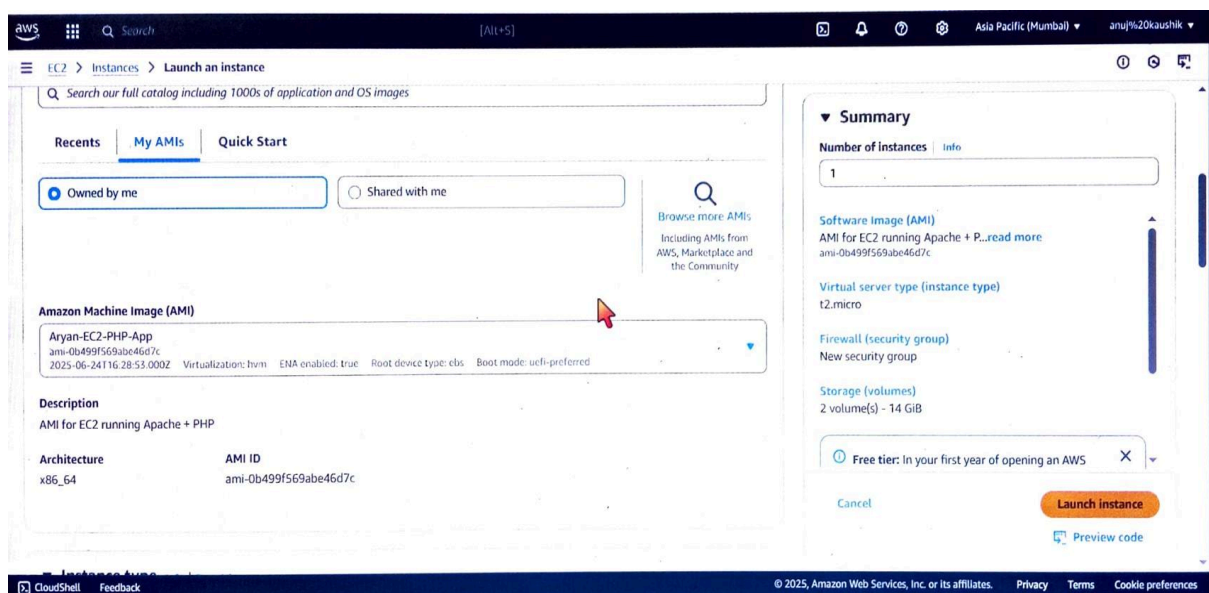 aws
Search
[Alt+S]
Asia Pacific (Mumbai)
anuj%20kaushik
EC2 > Instances > Launch an instance
Search our full catalog including 1000s of application and OS images
Recents
My AMIs
Quick Start
Owned by me
Shared with me
Browse more AMIs
Including AMIs from
AWS, Marketplace and
the Community
Amazon Machine Image (AMI)
Aryan-EC2-PHP-App
ami-0b499f569abe46d7c
2025-06-24T16:28:53.000Z Virtualization: hvm ENA enabled: true Root device type: ebs Boot mode: uefi-preferred
Description
AMI for EC2 running Apache + PHP
Architecture
AMI ID
x86_64
ami-0b499f569abe46d7c
Summary
Number of instances
Info
1
Software Image (AMI)
AMI for EC2 running Apache + P...read more
ami-0b499f569abe46d7c
Virtual server type (instance type)
t2.micro
Firewall (security group)
New security group
Storage (volumes)
2 volume(s) - 14 GiB
Free tier: In your first year of opening an AWS
Cancel
Launch instance
Preview code
Instance type
CloudShell
Feedback
© 2025, Amazon Web Services, Inc. or its affiliates.
Privacy
Terms
Cookie preferences